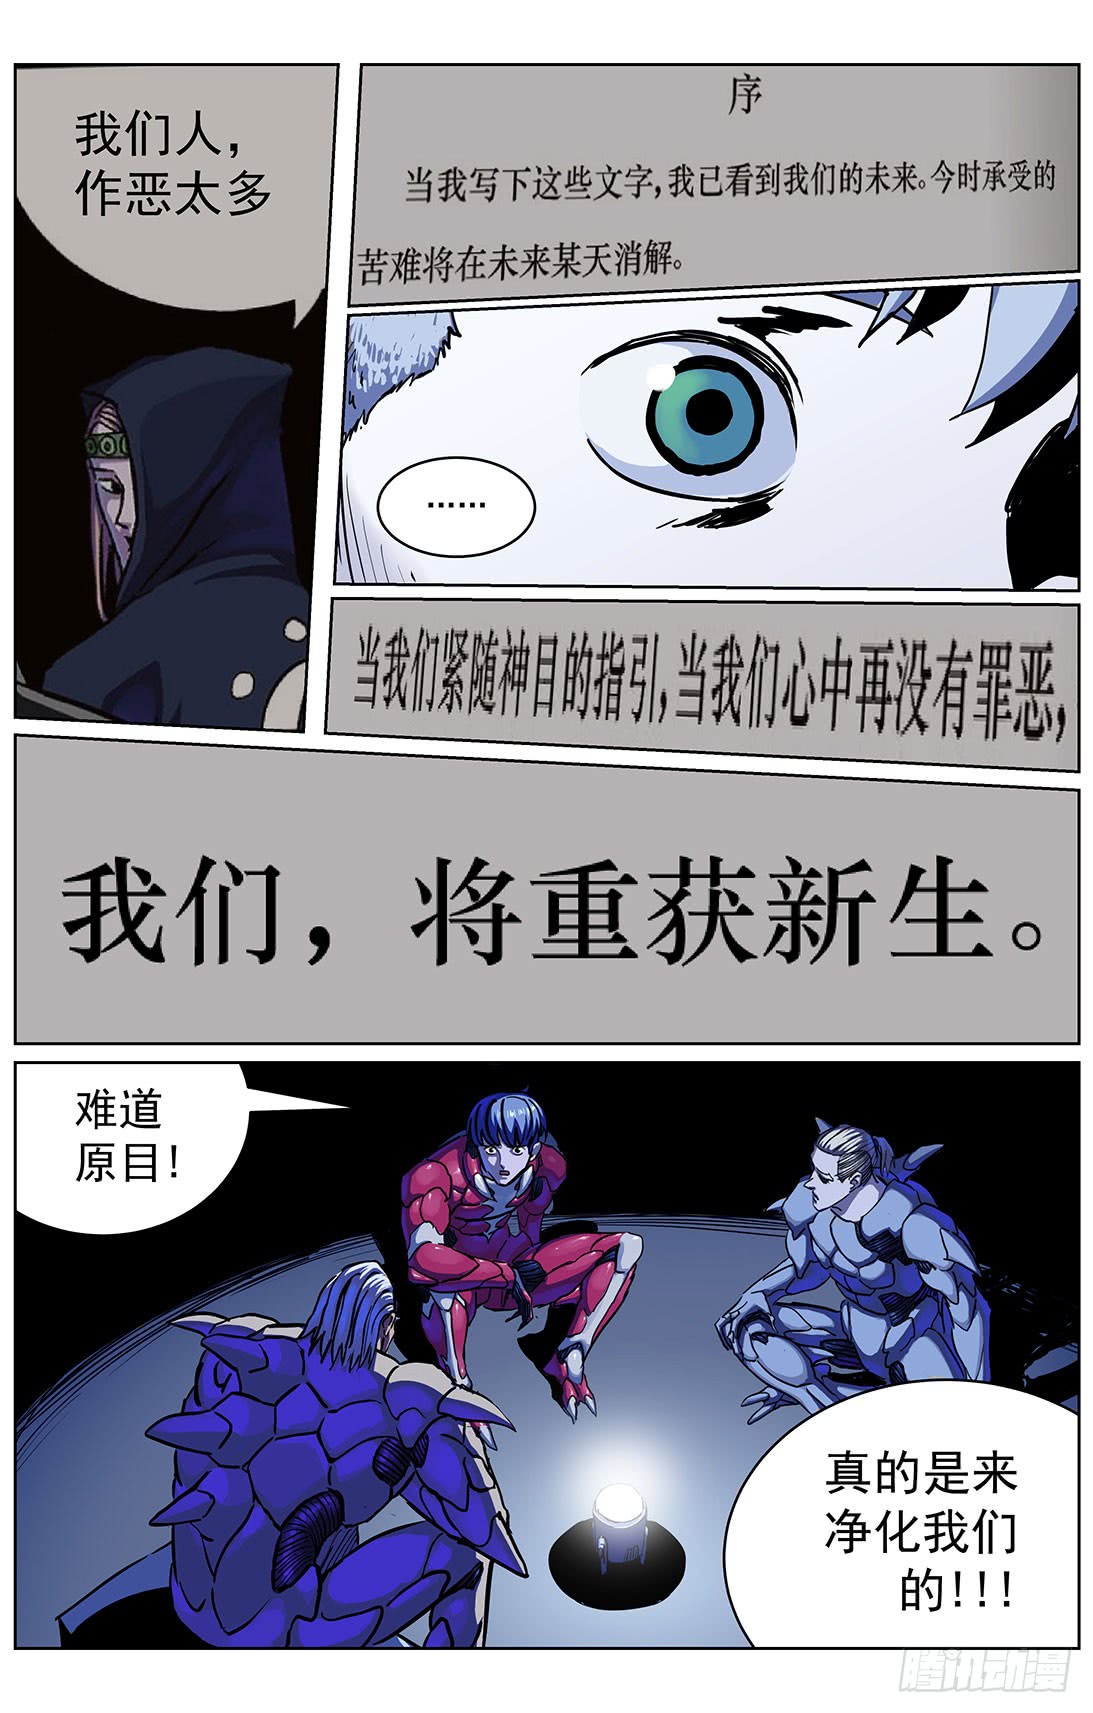 我们人，
作恶太多
序
当我写下这些文字，我已看到我们的未来。今时承受的
苦难将在未来某天消解。
……
当我们紧随神目的指引，当我们心中再没有罪恶，
我们，将重获新生。
难道
原目！
真的是来
净化我们
的！！！
腾讯动漫